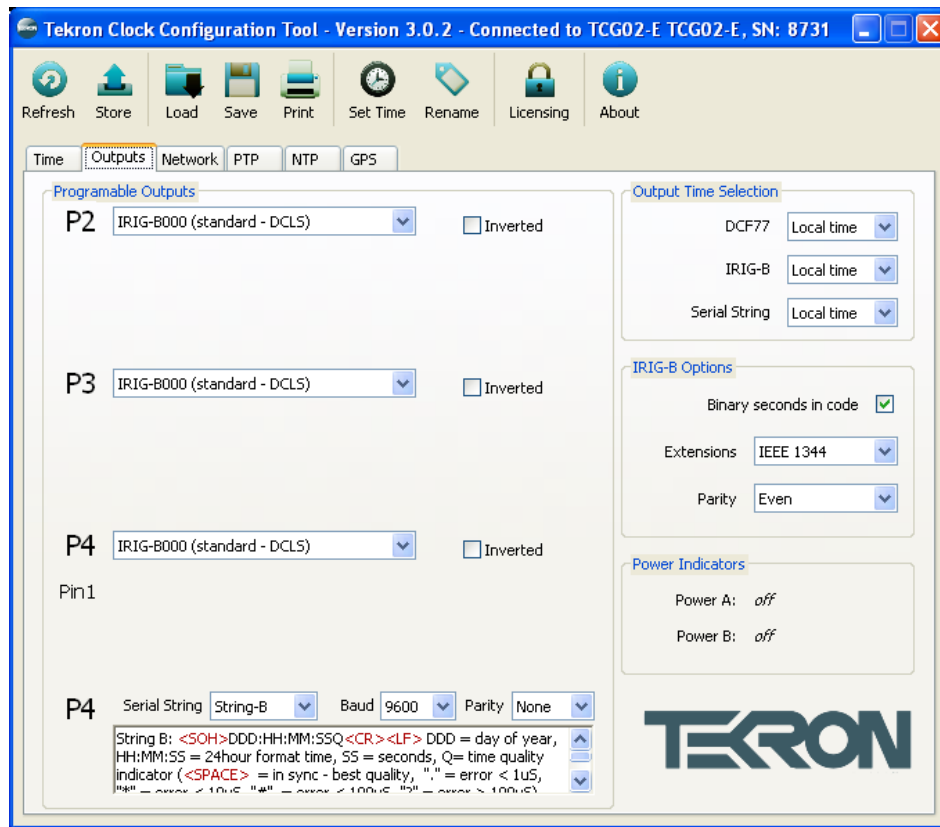 Tekron Clock Configuration Tool - Version 3.0.2 - Connected to TCG02-E TCG02-E, SN: 8731
Refresh Store Load Save Print Set Time Rename Licensing About
Time Outputs Network PTP NTP GPS
Programable Outputs
P2 IRIG-B000 (standard - DCLS) Inverted
P3 IRIG-B000 (standard - DCLS) Inverted
P4 IRIG-B000 (standard - DCLS) Inverted
Pin1
P4 Serial String String-B Baud 9600 Parity None
String B: <SOH>DDD:HH:MM:SSQ<CR><LF> DDD = day of year,
HH:MM:SS = 24hour format time, SS = seconds, Q= time quality
indicator (<SPACE> = in sync - best quality, "." = error < 1uS,
"*" = error < 10uS, "#" = error < 100uS, "?" = error > 100uS)
Output Time Selection
DCF77 Local time
IRIG-B Local time
Serial String Local time
IRIG-B Options
Binary seconds in code
Extensions IEEE 1344
Parity Even
Power Indicators
Power A: off
Power B: off
TEKRON